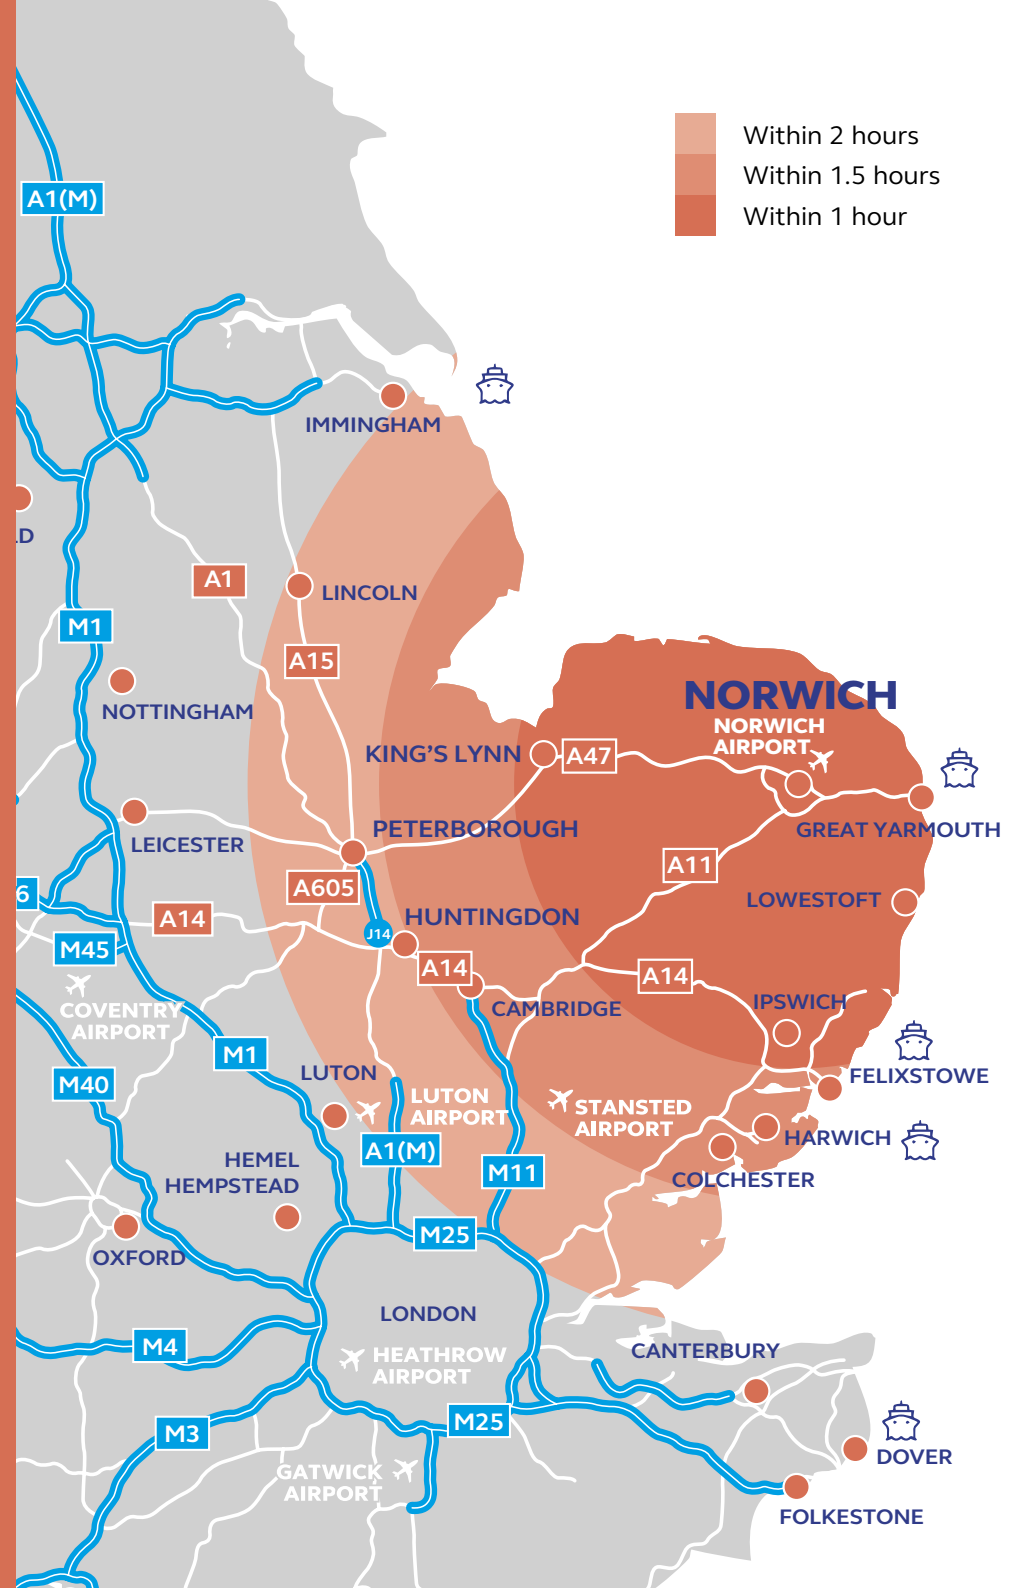 Within 2 hours
Within 1.5 hours
Within 1 hour
A1(M)
IMMINGHAM
LD
A1
LINCOLN
M1
A15
NOTTINGHAM
NORWICH
NORWICH
AIRPORT
KING'S LYNN
A47
PETERBOROUGH
GREAT YARMOUTH
LEICESTER
A11
A605
6
LOWESTOFT
A14
HUNTINGDON
J14
M45
A14
A14
COVENTRY
AIRPORT
CAMBRIDGE
IPSWICH
M1
LUTON
FELIXSTOWE
M40
LUTON
AIRPORT
STANSTED
AIRPORT
HARWICH
A1(M)
HEMEL
HEMPSTEAD
M11
COLCHESTER
OXFORD
M25
LONDON
M4
HEATHROW
AIRPORT
CANTERBURY
M3
M25
DOVER
GATWICK
AIRPORT
FOLKESTONE